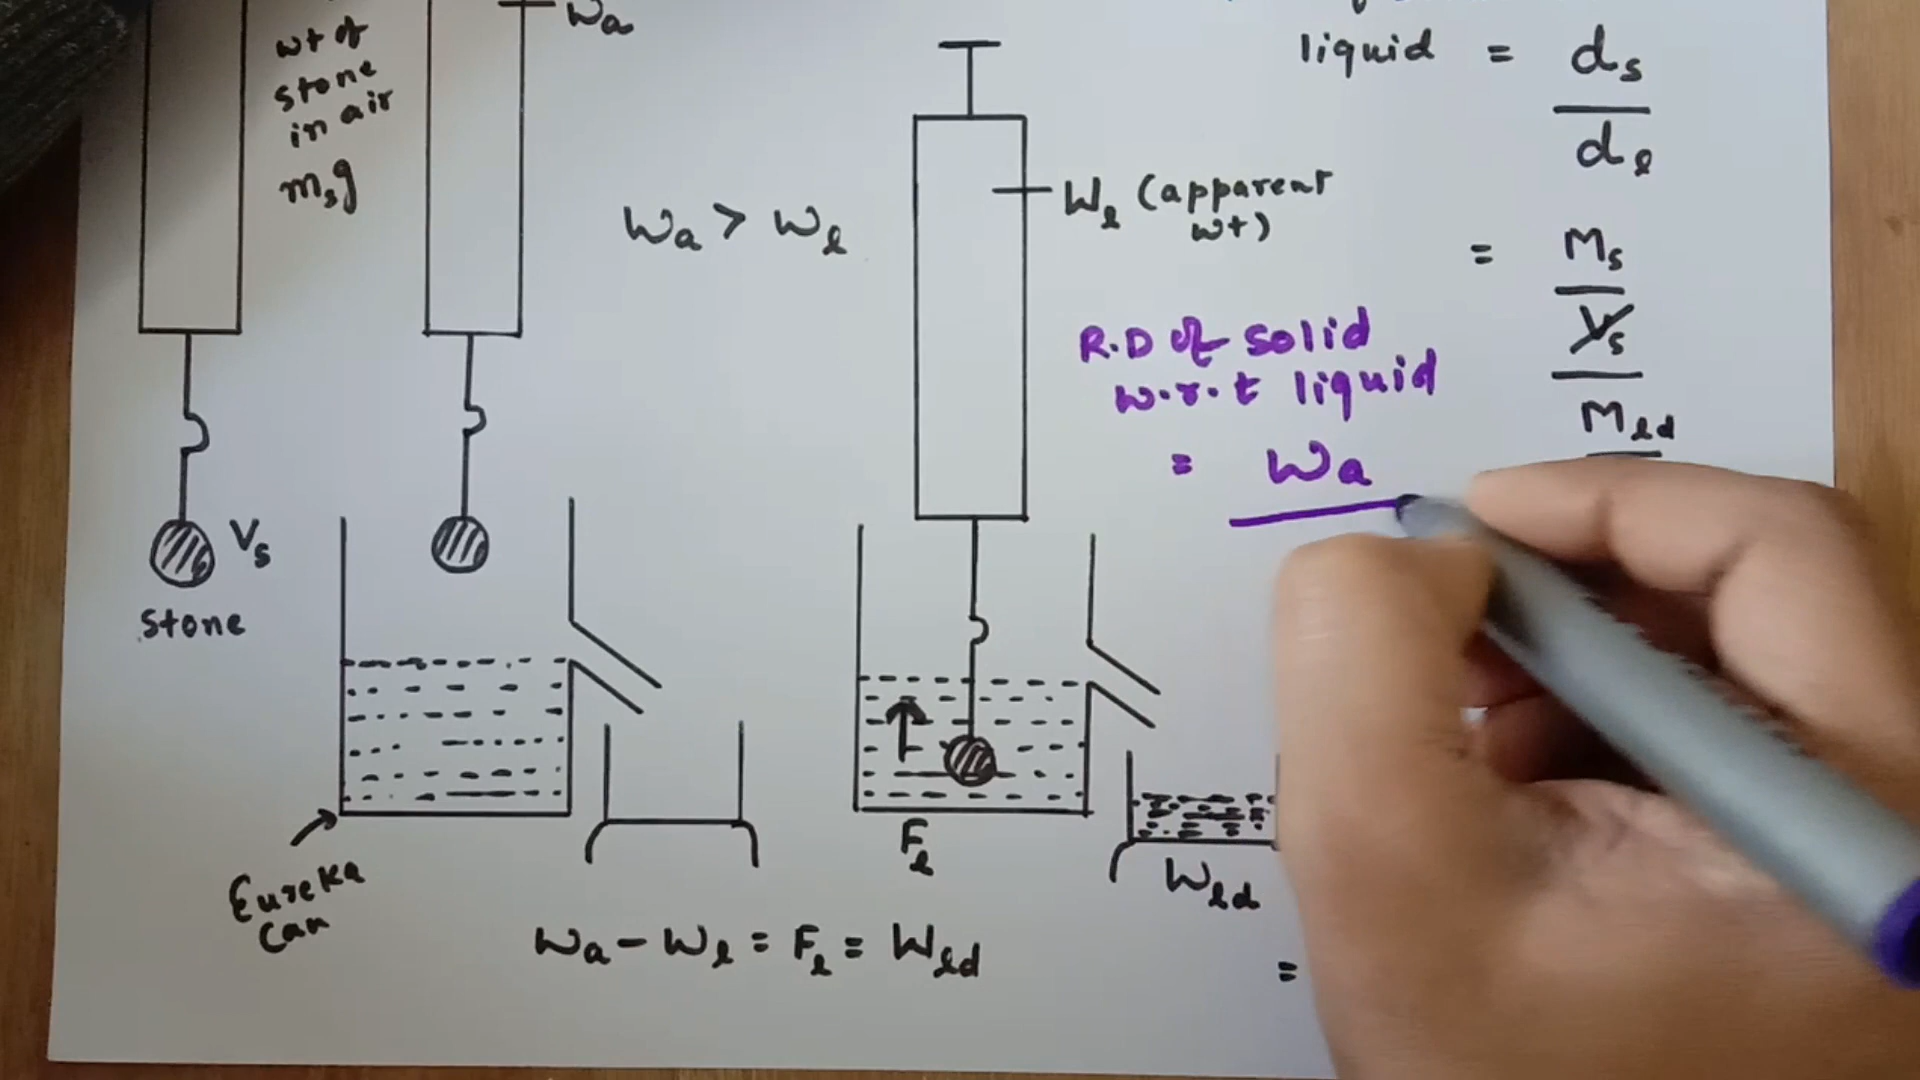 wt of
stone
in air
msg
Wa
Wa > Wl
Vs
stone
Eureka
can
Wa - Wl = Fl = Wld
Wl (apparent
wt)
R.D of solid
w.r.t liquid
= Wa
Fl
Wld
liquid = ds
dl
= Ms
Vs
Mld
=